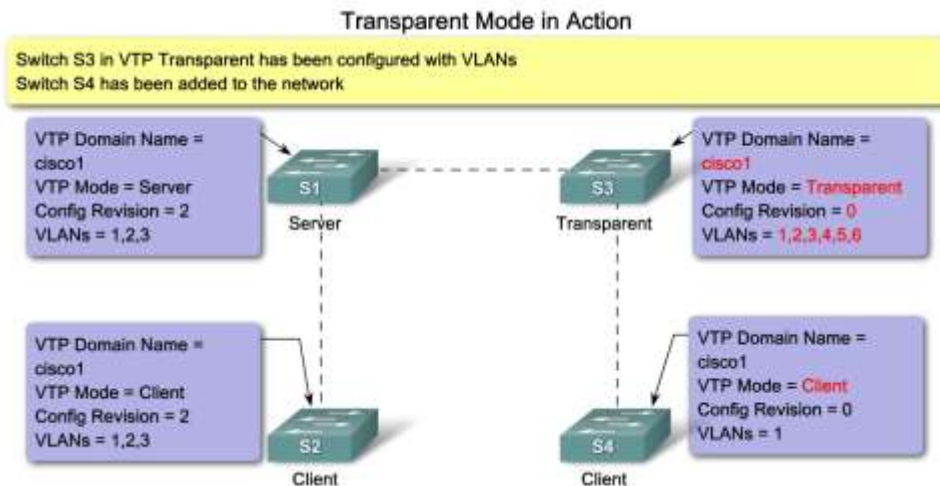 Transparent Mode in Action
Switch S3 in VTP Transparent has been configured with VLANs
Switch S4 has been added to the network
VTP Domain Name =
cisco1
VTP Mode = Server
Config Revision = 2
VLANs = 1,2,3
S1
Server
S3
Transparent
VTP Domain Name =
cisco1
VTP Mode = Transparent
Config Revision = 0
VLANs = 1,2,3,4,5,6
VTP Domain Name =
cisco1
VTP Mode = Client
Config Revision = 2
VLANs = 1,2,3
S2
Client
S4
Client
VTP Domain Name =
cisco1
VTP Mode = Client
Config Revision = 0
VLANs = 1